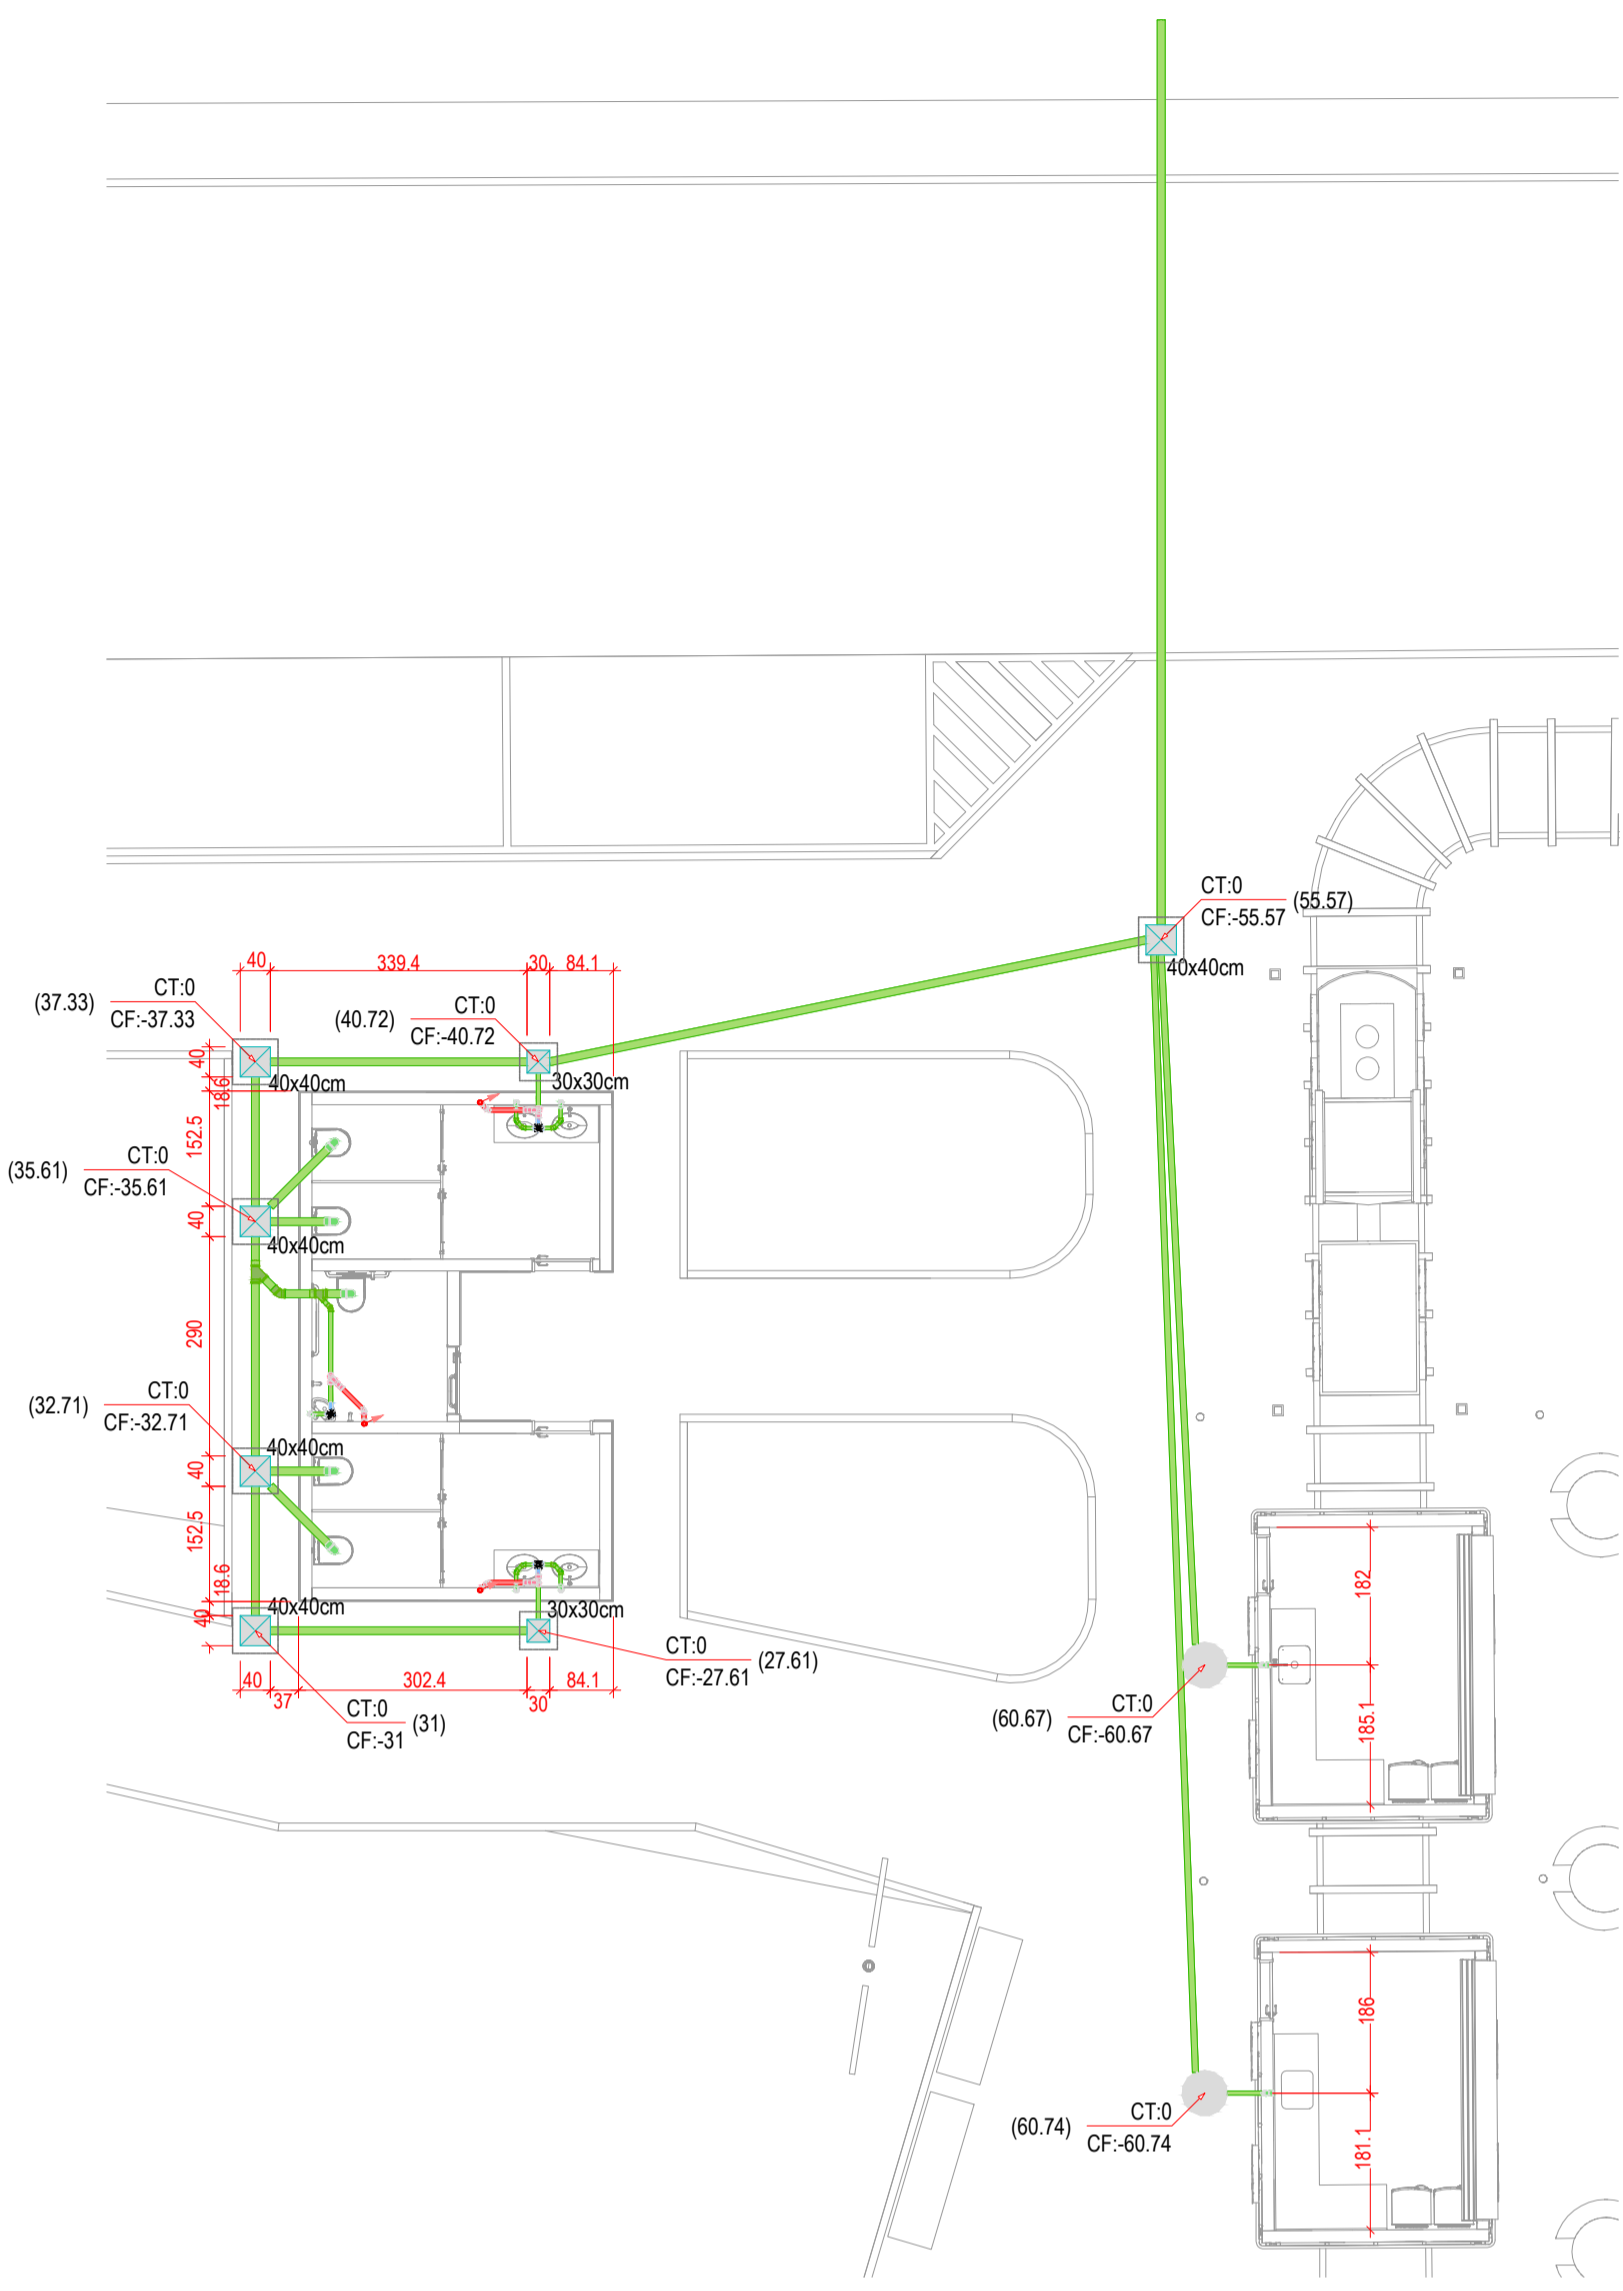 CT:0
CF:-55.57
(55.57)
40x40cm
40
339.4
30
84.1
CT:0
CF:-37.33
(37.33)
CT:0
CF:-40.72
(40.72)
40
40x40cm
30x30cm
18.6
152.5
CT:0
CF:-35.61
(35.61)
40
40x40cm
290
CT:0
CF:-32.71
(32.71)
40x40cm
40
152.5
18.6
40x40cm
40
30x30cm
CT:0
CF:-27.61
(27.61)
40
37
302.4
30
84.1
CT:0
CF:-31
(31)
182
185.1
CT:0
CF:-60.67
(60.67)
186
181.1
CT:0
CF:-60.74
(60.74)